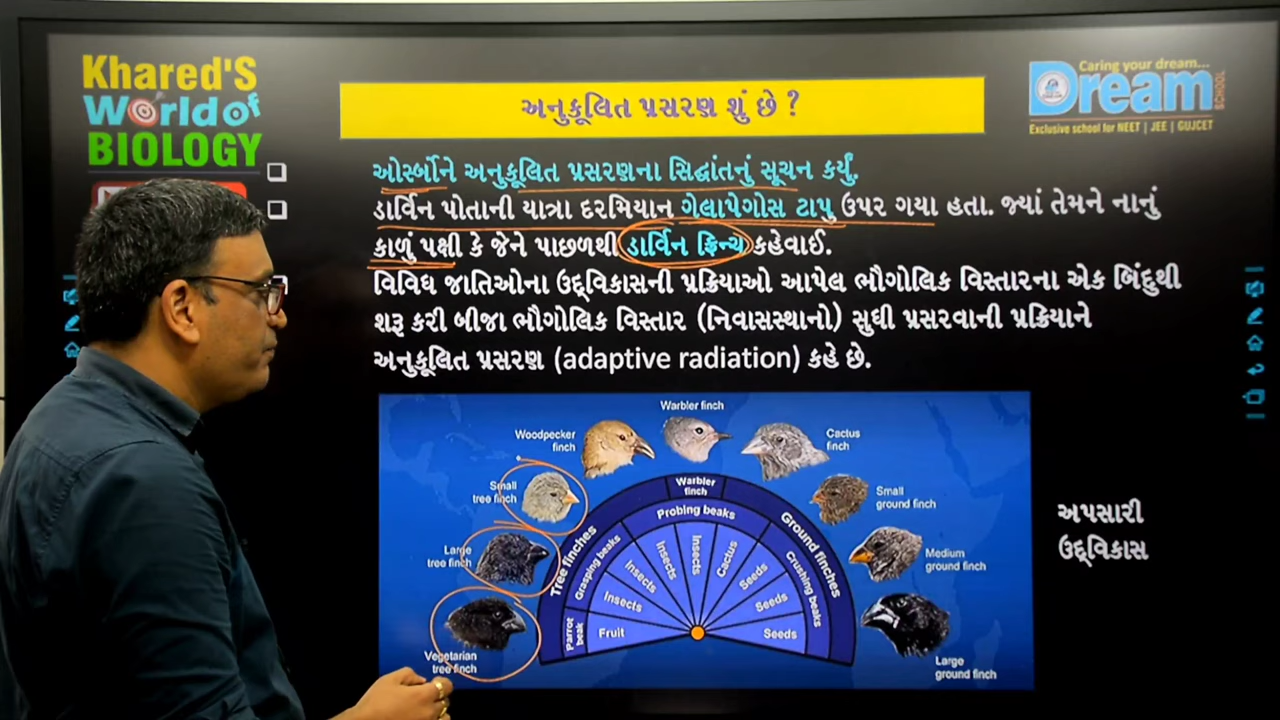 Khared'S
World of
BIOLOGY
Caring your dream...
Dream
SCHOOL
Exclusive school for NEET | JEE | GUJCET
અનુકૂલિત પ્રસરણ શું છે ?
ઓર્સ્બોને અનુકૂલિત પ્રસરણના સિદ્ધાંતનું સૂચન કર્યું.
ડાર્વિન પોતાની યાત્રા દરમિયાન ગેલાપેગોસ ટાપુ ઉપર ગયા હતા. જ્યાં તેમને નાનું
કાળું પક્ષી કે જેને પાછળથી ડાર્વિન ફ્રિન્ચ કહેવાઈ.
વિવિધ જાતિઓના ઉદ્‌વિકાસની પ્રક્રિયાઓ આપેલ ભૌગોલિક વિસ્તારના એક બિંદુથી
શરૂ કરી બીજા ભૌગોલિક વિસ્તાર (નિવાસસ્થાનો) સુધી પ્રસરવાની પ્રક્રિયાને
અનુકૂલિત પ્રસરણ (adaptive radiation) કહે છે.
Warbler finch
Woodpecker
finch
Cactus
finch
Small
tree finch
Small
ground finch
Large
tree finch
Medium
ground finch
Vegetarian
tree finch
Large
ground finch
Warbler
finch
Probing beaks
Tree finches
Ground finches
Grasping beaks
Crushing beaks
Parrot
beak
Fruit
Insects
Insects
Insects
Insects
Cactus
Seeds
Seeds
Seeds
અપસારી
ઉદ્‌વિકાસ